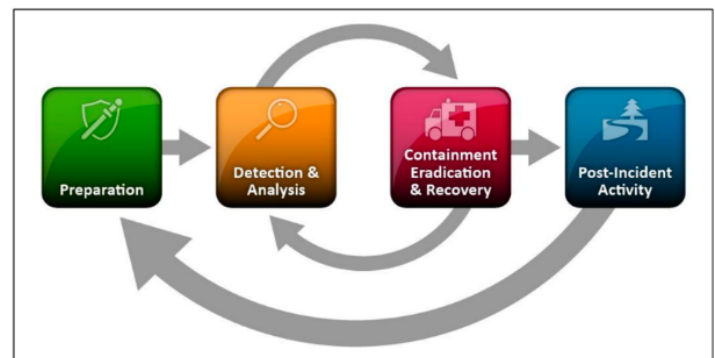 Preparation
Detection &
Analysis
Containment
Eradication
& Recovery
Post-Incident
Activity